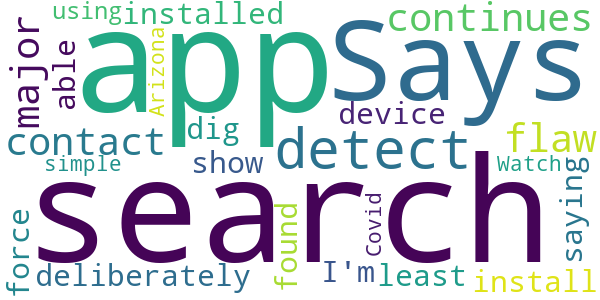 using
installed
continues
major
able
app
Arizona
Says
dig
device
contact
detect
flaw
simple
show
Watch
saying
search
force
found
Covid
deliberately
I'm
least
install